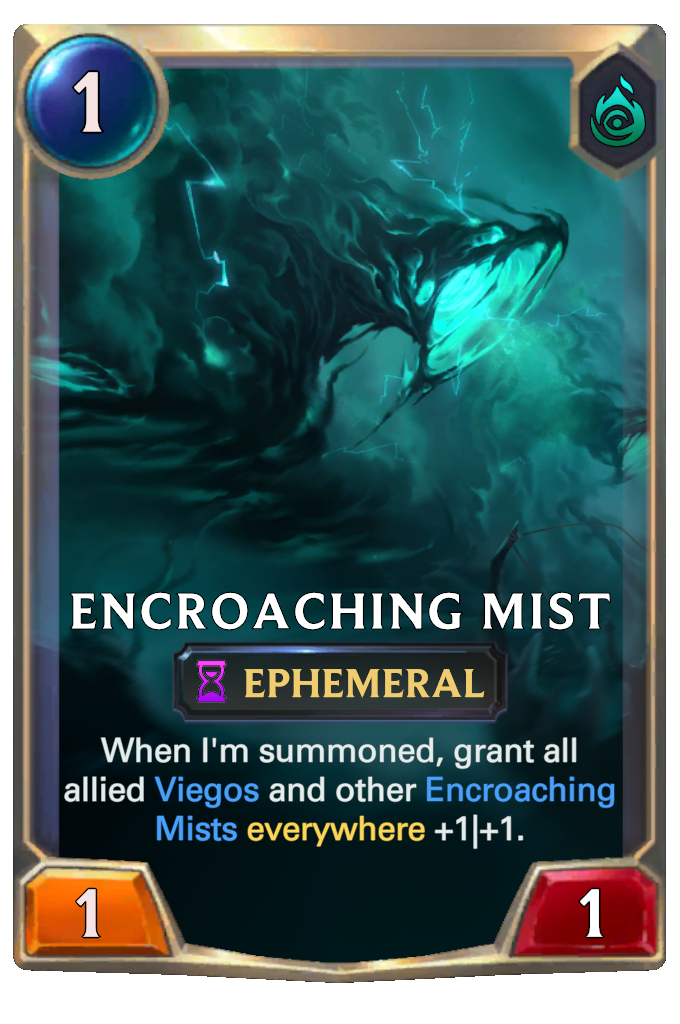 1
ENCROACHING MIST
EPHEMERAL
When I'm summoned, grant all
allied Viegos and other Encroaching
Mists everywhere +1|+1.
1 1